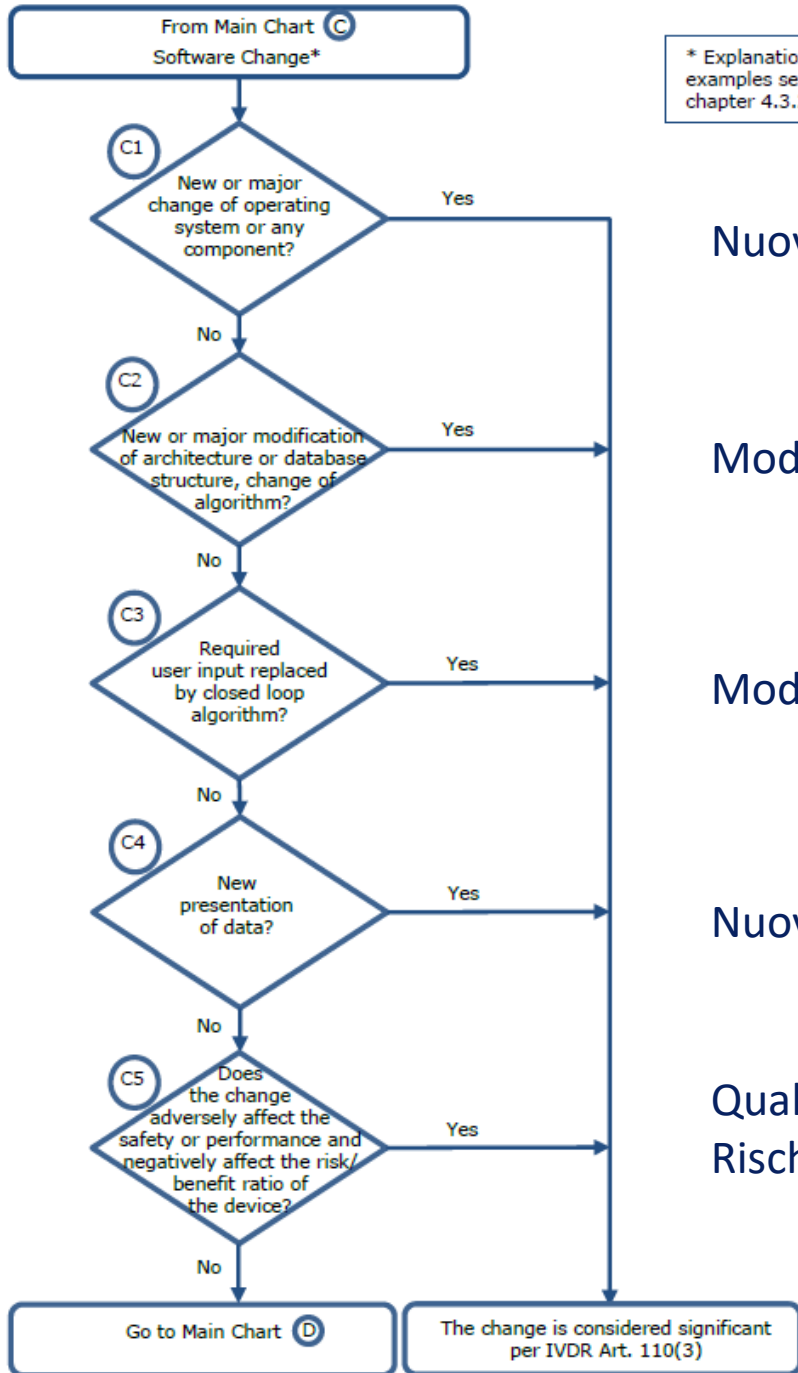 From Main Chart C
Software Change*
* Explanatio
examples se
chapter 4.3.
C1
New or major
change of operating
system or any
component?
Yes
Nuov
No
C2
New or major modification
of architecture or database
structure, change of
algorithm?
Yes
Mod
No
C3
Required
user input replaced
by closed loop
algorithm?
Yes
Mod
No
C4
New
presentation
of data?
Yes
Nuov
No
C5
Does
the change
adversely affect the
safety or performance and
negatively affect the risk/
benefit ratio of
the device?
Yes
Qual
Risch
No
Go to Main Chart D
The change is considered significant
per IVDR Art. 110(3)